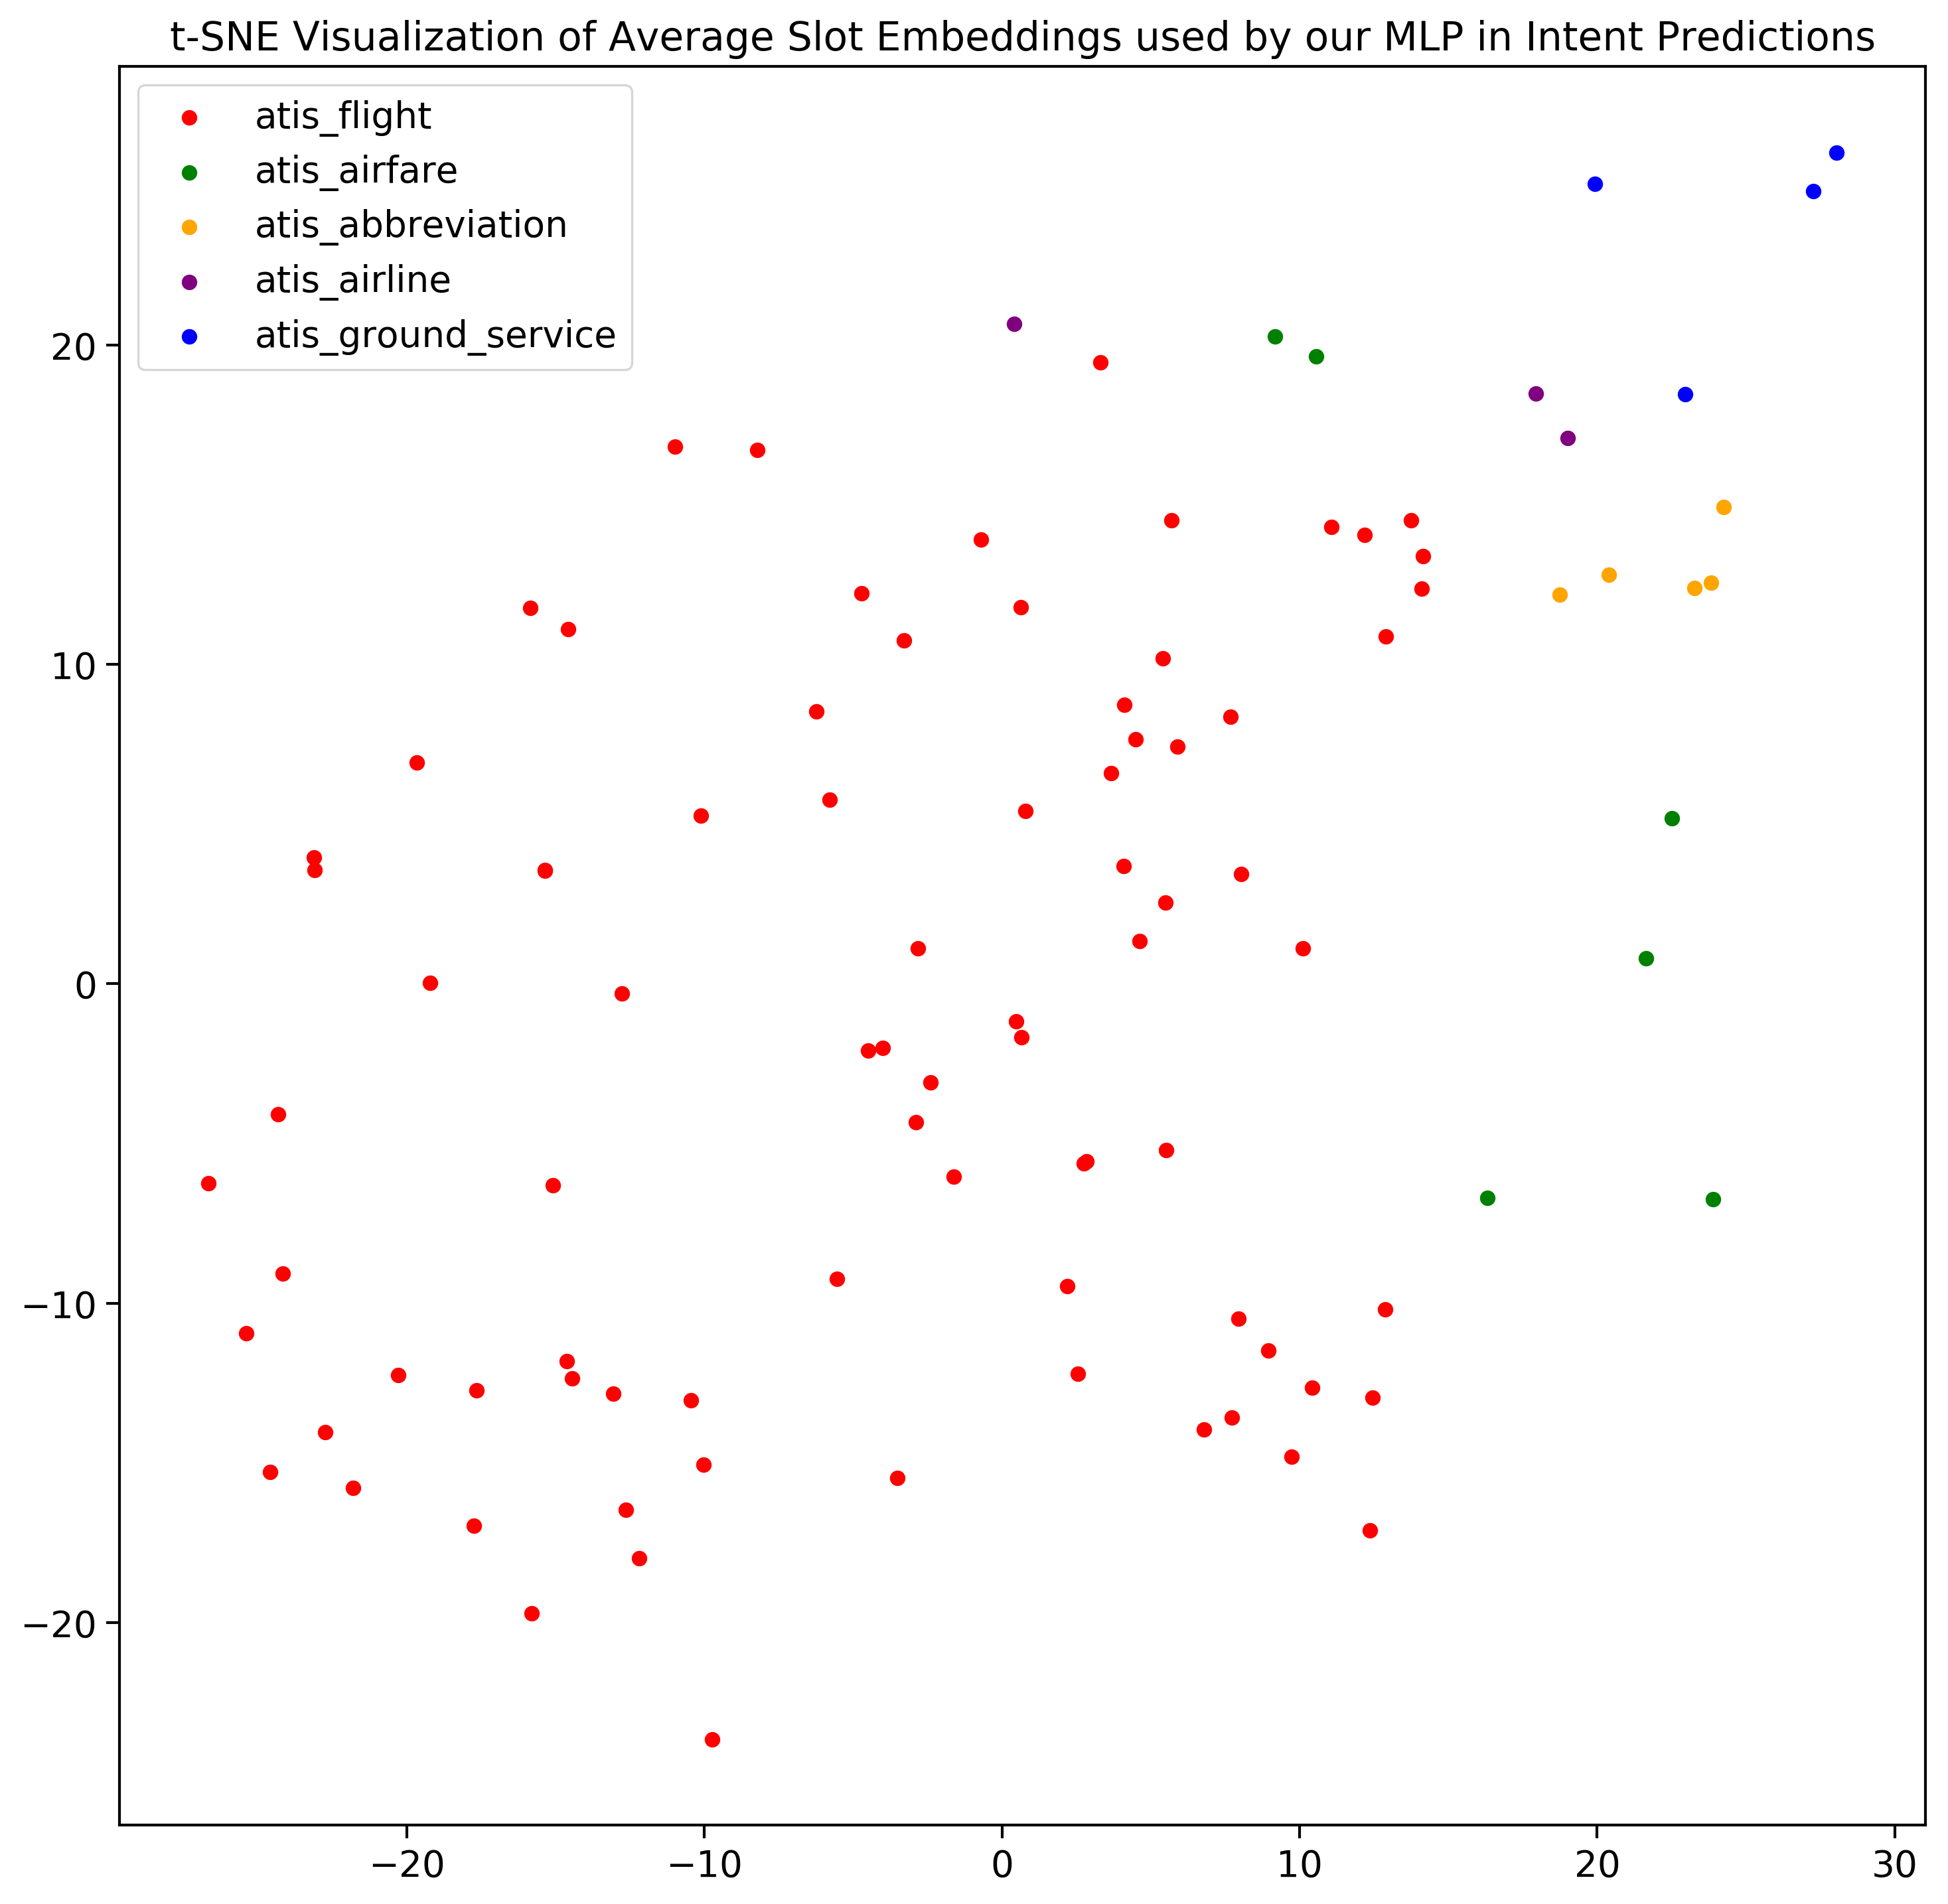 t-SNE Visualization of Average Slot Embeddings used by our MLP in Intent Predictions
atis_flight
atis_airfare
atis_abbreviation
atis_airline
atis_ground_service
20
10
0
−10
−20
−20 −10 0 10 20 30